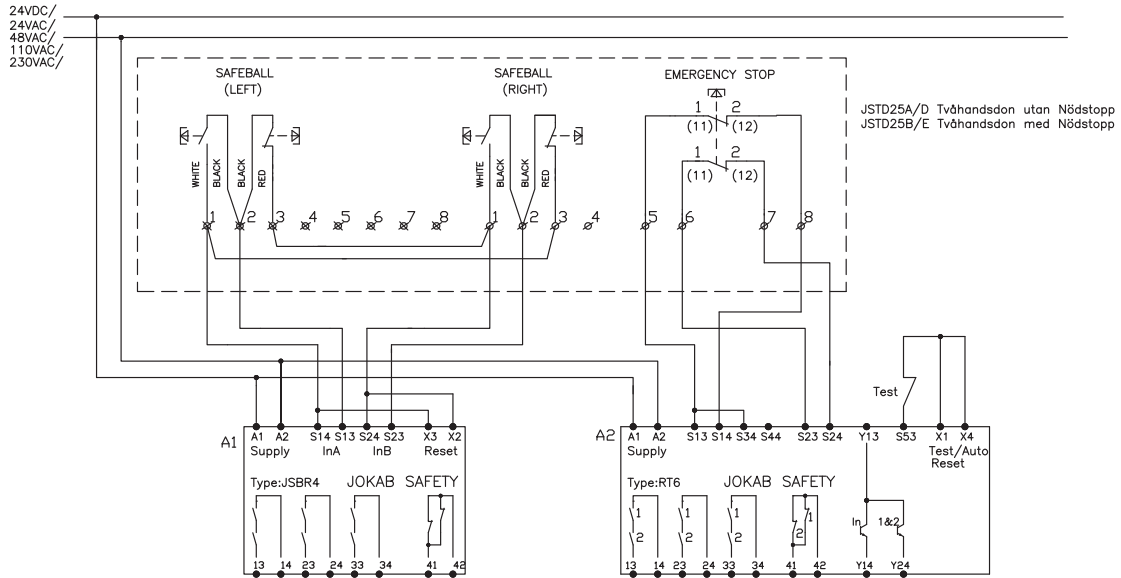 24VDC/
24VAC/
48VAC/
110VAC/
230VAC/
SAFEBALL
(LEFT)
SAFEBALL
(RIGHT)
EMERGENCY STOP
JSTD25A/D Tvåhandsdon utan Nödstopp
JSTD25B/E Tvåhandsdon med Nödstopp
1 2
(11) (12)
1 2
(11) (12)
WHITE
BLACK
BLACK
RED
WHITE
BLACK
BLACK
RED
1 2 3 4 5 6 7 8 1 2 3 4 5 6 7 8
Test
A1
A1 A2 S14 S13 S24 S23 X3 X2
Supply InA InB Reset
Type:JSBR4 JOKAB SAFETY
13 14 23 24 33 34 41 42
A2
A1 A2 S13 S14 S34 S44 S23 S24 Y13 S53 X1 X4
Supply Test/Auto
Reset
Type:RT6 JOKAB SAFETY
1 1 1 1
2 2 2 2
In 1&2
13 14 23 24 33 34 41 42 Y14 Y24